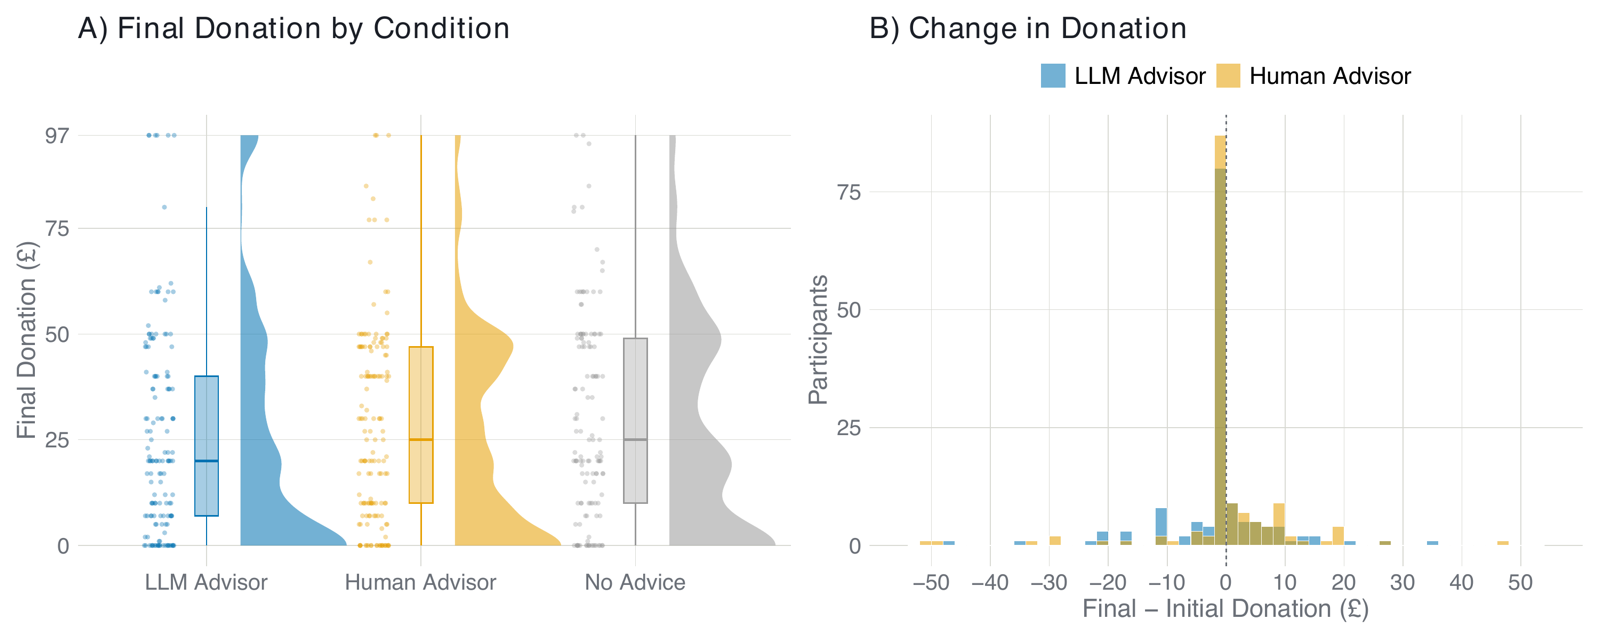 A) Final Donation by Condition
Final Donation (£)
97
75
50
25
0
LLM Advisor
Human Advisor
No Advice
B) Change in Donation
LLM Advisor
Human Advisor
Participants
75
50
25
0
−50
−40
−30
−20
−10
0
10
20
30
40
50
Final − Initial Donation (£)